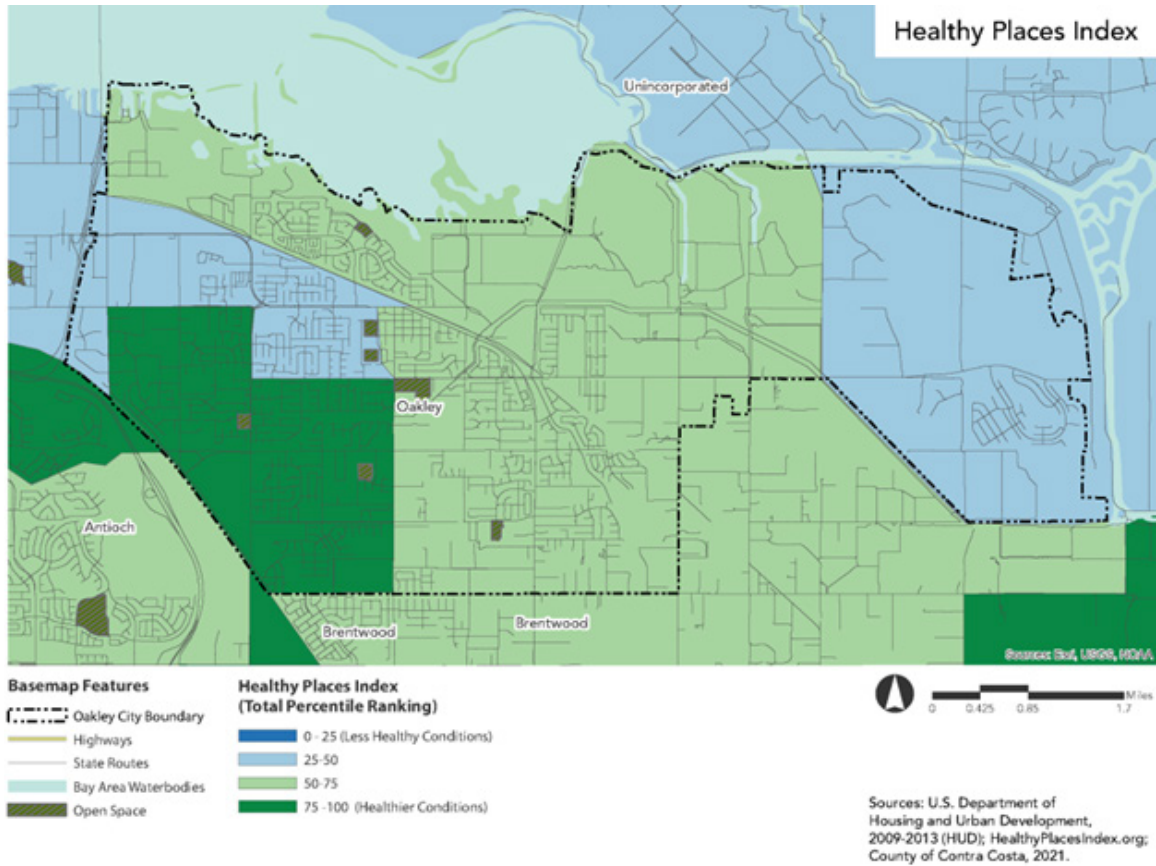 Healthy Places Index
Unincorporated
Oakley
Antioch
Brentwood
Brentwood
Sources: Esri, USGS, NOAA
Basemap Features
Oakley City Boundary
Highways
State Routes
Bay Area Waterbodies
Open Space
Healthy Places Index
(Total Percentile Ranking)
0 - 25 (Less Healthy Conditions)
25-50
50-75
75 -100 (Healthier Conditions)
Miles
0 0.425 0.85 1.7
Sources: U.S. Department of
Housing and Urban Development,
2009-2013 (HUD); HealthyPlacesIndex.org;
County of Contra Costa, 2021.